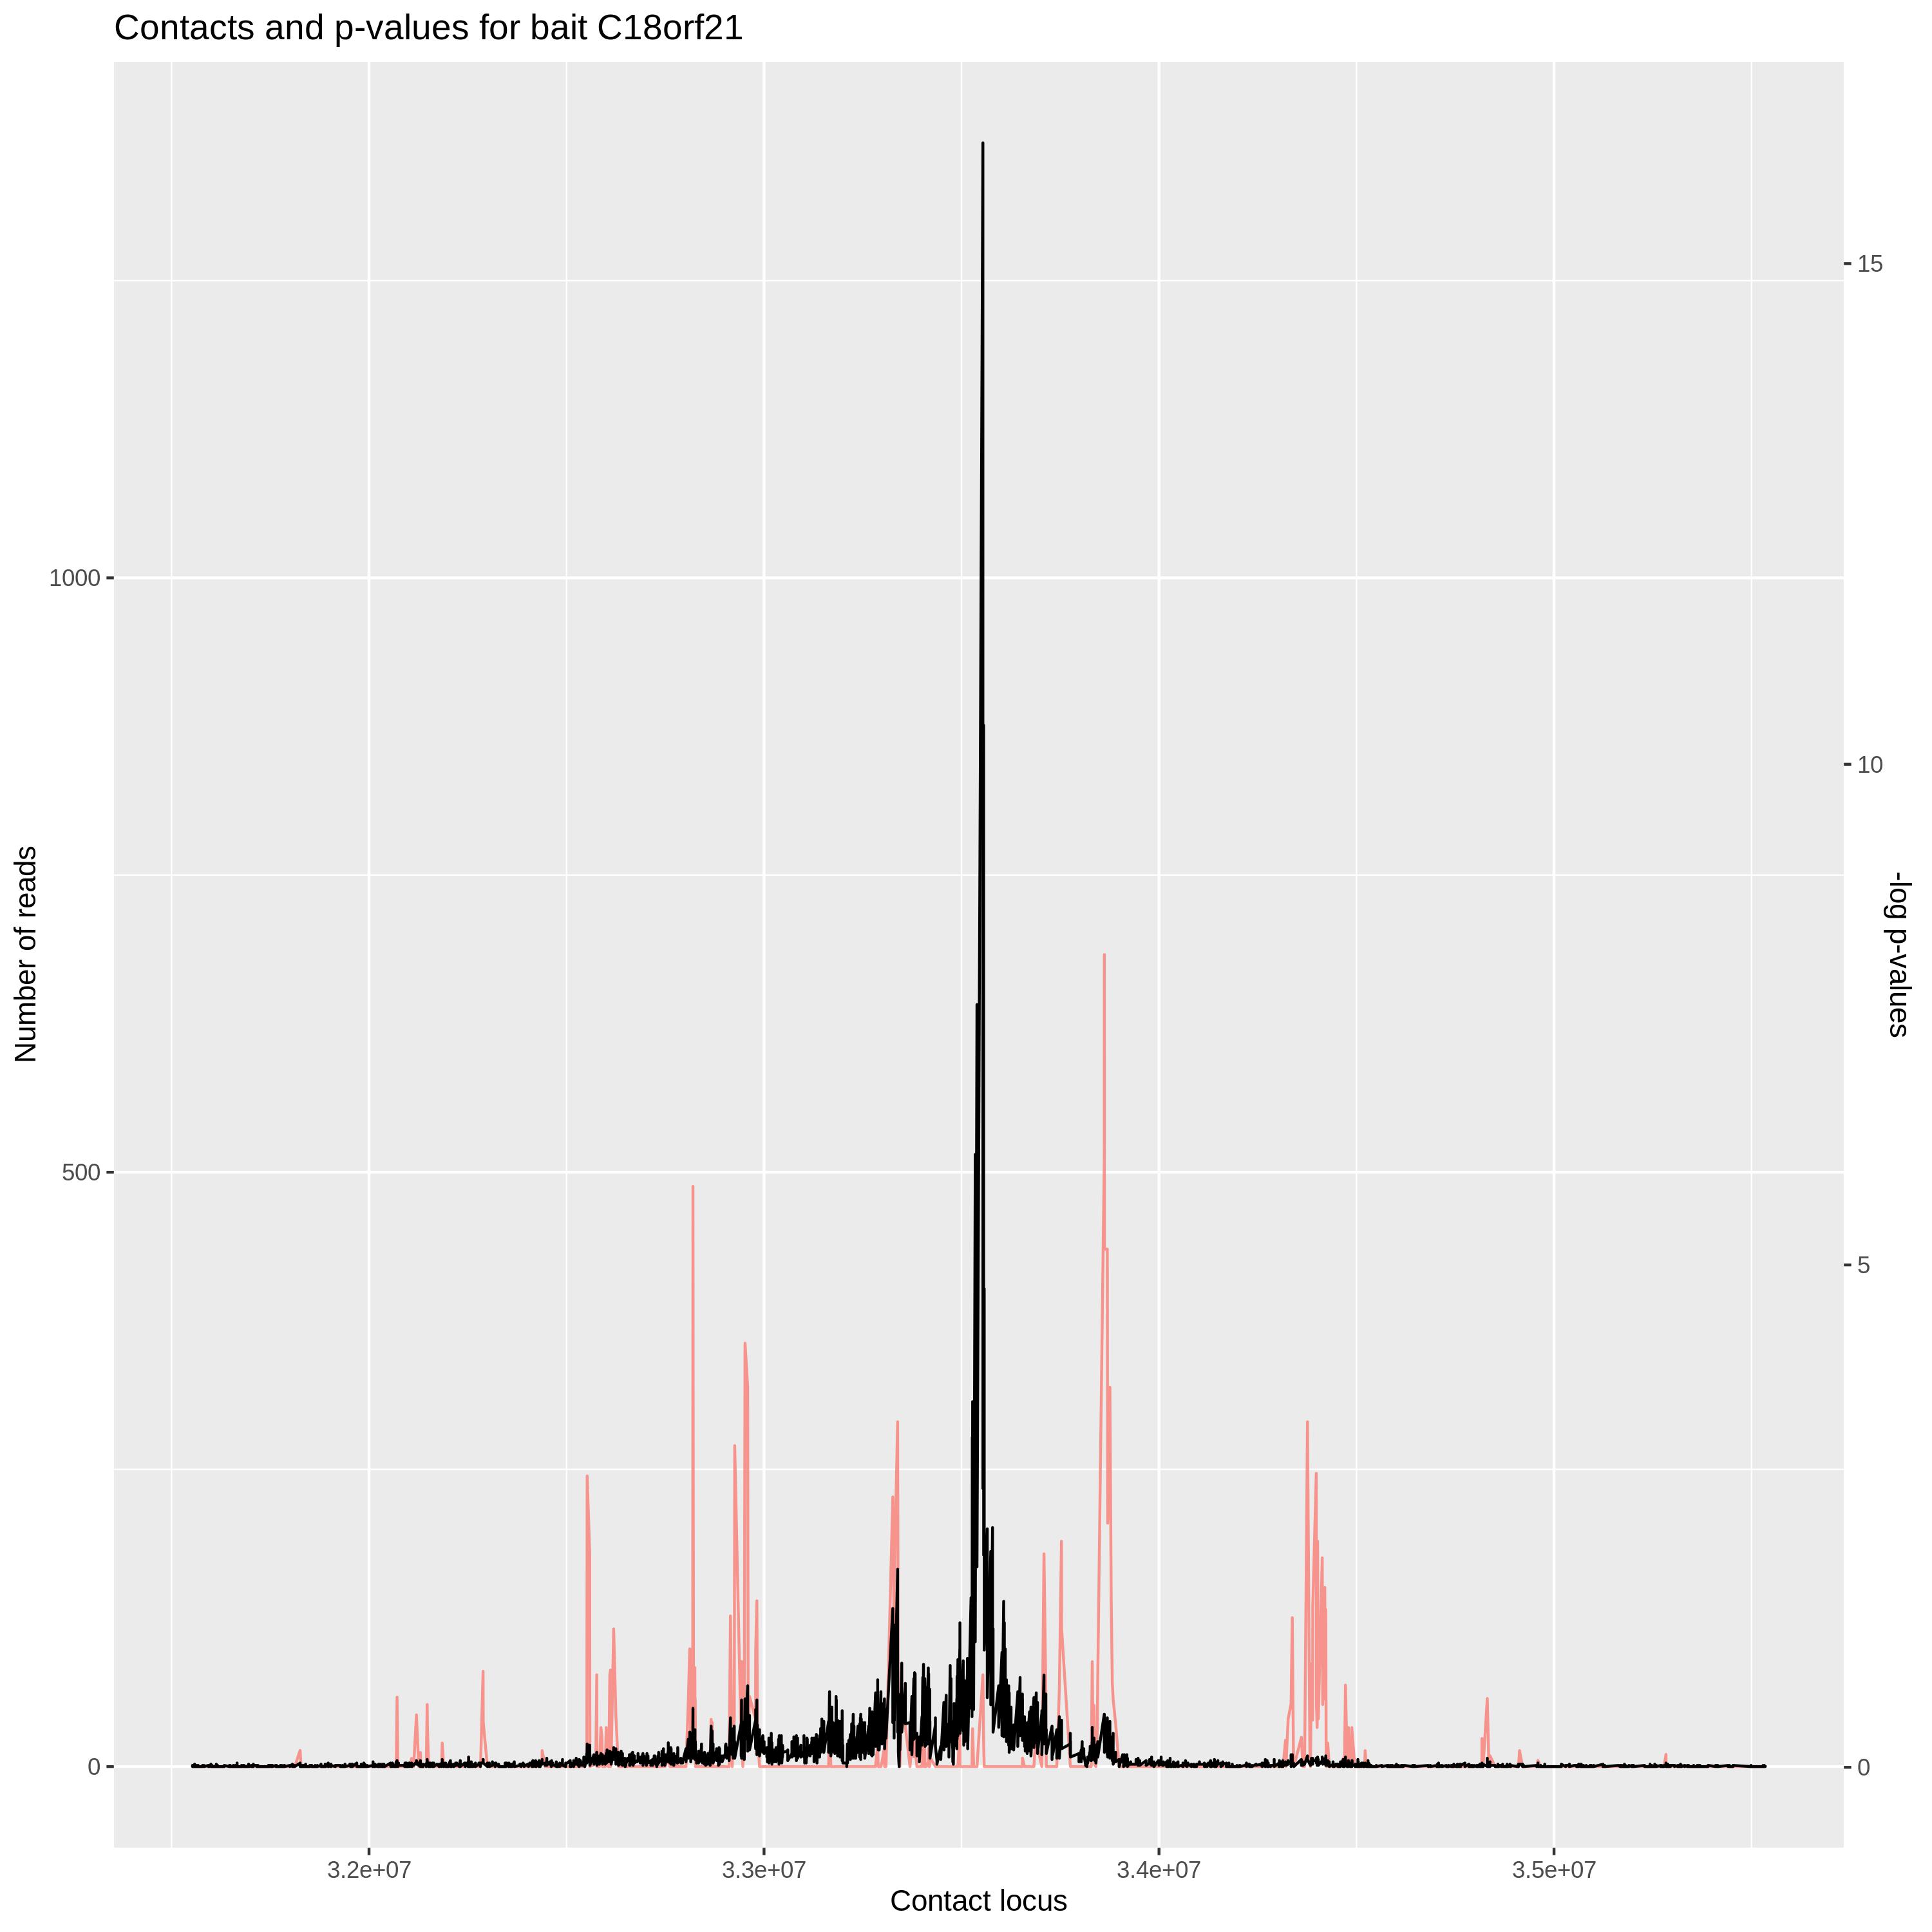 Contacts and p-values for bait C18orf21
Number of reads
1000
500
0
15
10
5
0
-log p-values
3.2e+07
3.3e+07
3.4e+07
3.5e+07
Contact locus